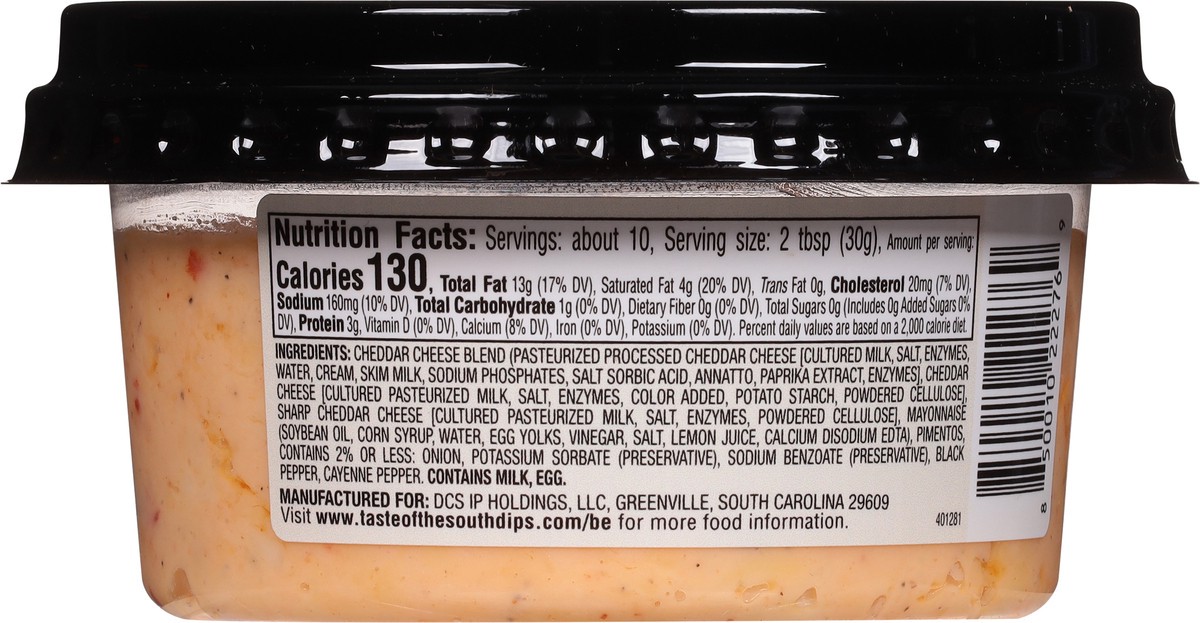 Nutrition Facts: Servings: about 10, Serving size: 2 tbsp (30g), Amount per serving:
Calories 130, Total Fat 13g (17% DV), Saturated Fat 4g (20% DV), Trans Fat 0g, Cholesterol 20mg (7% DV),
Sodium 160mg (10% DV), Total Carbohydrate 1g (0% DV), Dietary Fiber 0g (0% DV), Total Sugars 0g (Includes 0g Added Sugars 0%
DV), Protein 3g, Vitamin D (0% DV), Calcium (8% DV), Iron (0% DV), Potassium (0% DV). Percent daily values are based on a 2,000 calorie diet.
INGREDIENTS: CHEDDAR CHEESE BLEND (PASTEURIZED PROCESSED CHEDDAR CHEESE [CULTURED MILK, SALT, ENZYMES,
WATER, CREAM, SKIM MILK, SODIUM PHOSPHATES, SALT SORBIC ACID, ANNATTO, PAPRIKA EXTRACT, ENZYMES], CHEDDAR
CHEESE [CULTURED PASTEURIZED MILK, SALT, ENZYMES, COLOR ADDED, POTATO STARCH, POWDERED CELLULOSE],
SHARP CHEDDAR CHEESE [CULTURED PASTEURIZED MILK, SALT, ENZYMES, POWDERED CELLULOSE], MAYONNAISE
(SOYBEAN OIL, CORN SYRUP, WATER, EGG YOLKS, VINEGAR, SALT, LEMON JUICE, CALCIUM DISODIUM EDTA), PIMENTOS,
CONTAINS 2% OR LESS: ONION, POTASSIUM SORBATE (PRESERVATIVE), SODIUM BENZOATE (PRESERVATIVE), BLACK
PEPPER, CAYENNE PEPPER. CONTAINS MILK, EGG.
MANUFACTURED FOR: DCS IP HOLDINGS, LLC, GREENVILLE, SOUTH CAROLINA 29609
Visit www.tasteofthesouthdips.com/be for more food information.
401281
8 50010 22276 9